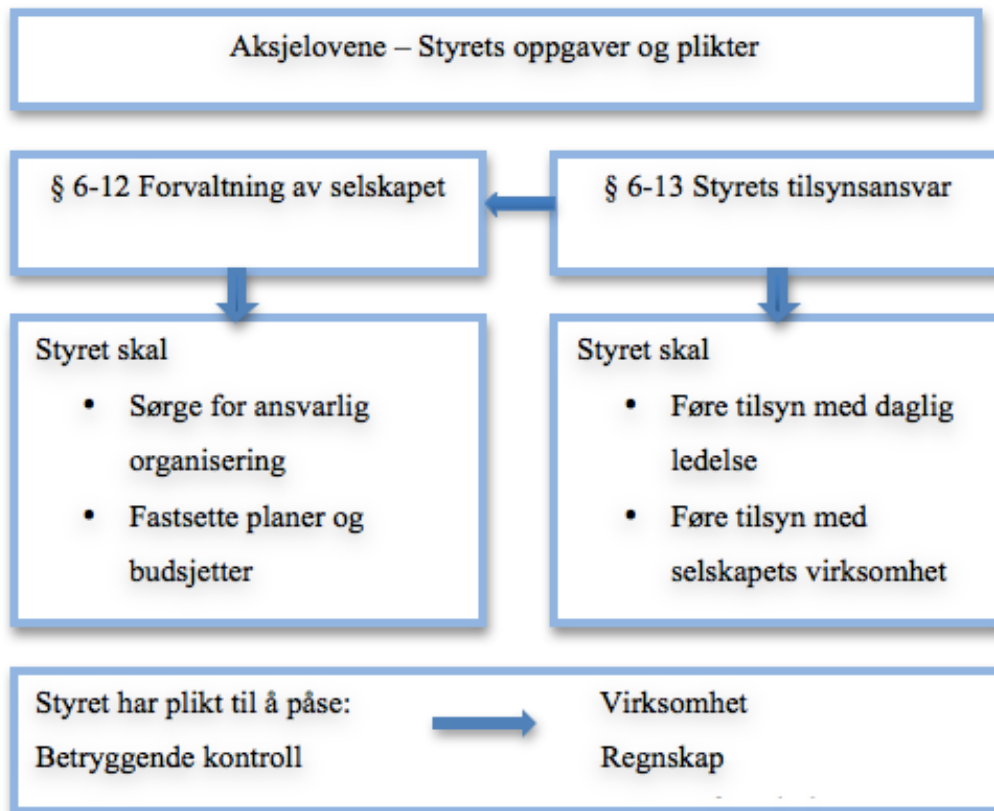 Aksjelovene – Styrets oppgaver og plikter
§ 6-12 Forvaltning av selskapet
§ 6-13 Styrets tilsynsansvar
Styret skal
• Sørge for ansvarlig
organisering
• Fastsette planer og
budsjetter
Styret skal
• Føre tilsyn med daglig
ledelse
• Føre tilsyn med
selskapets virksomhet
Styret har plikt til å påse:
Betryggende kontroll
Virksomhet
Regnskap